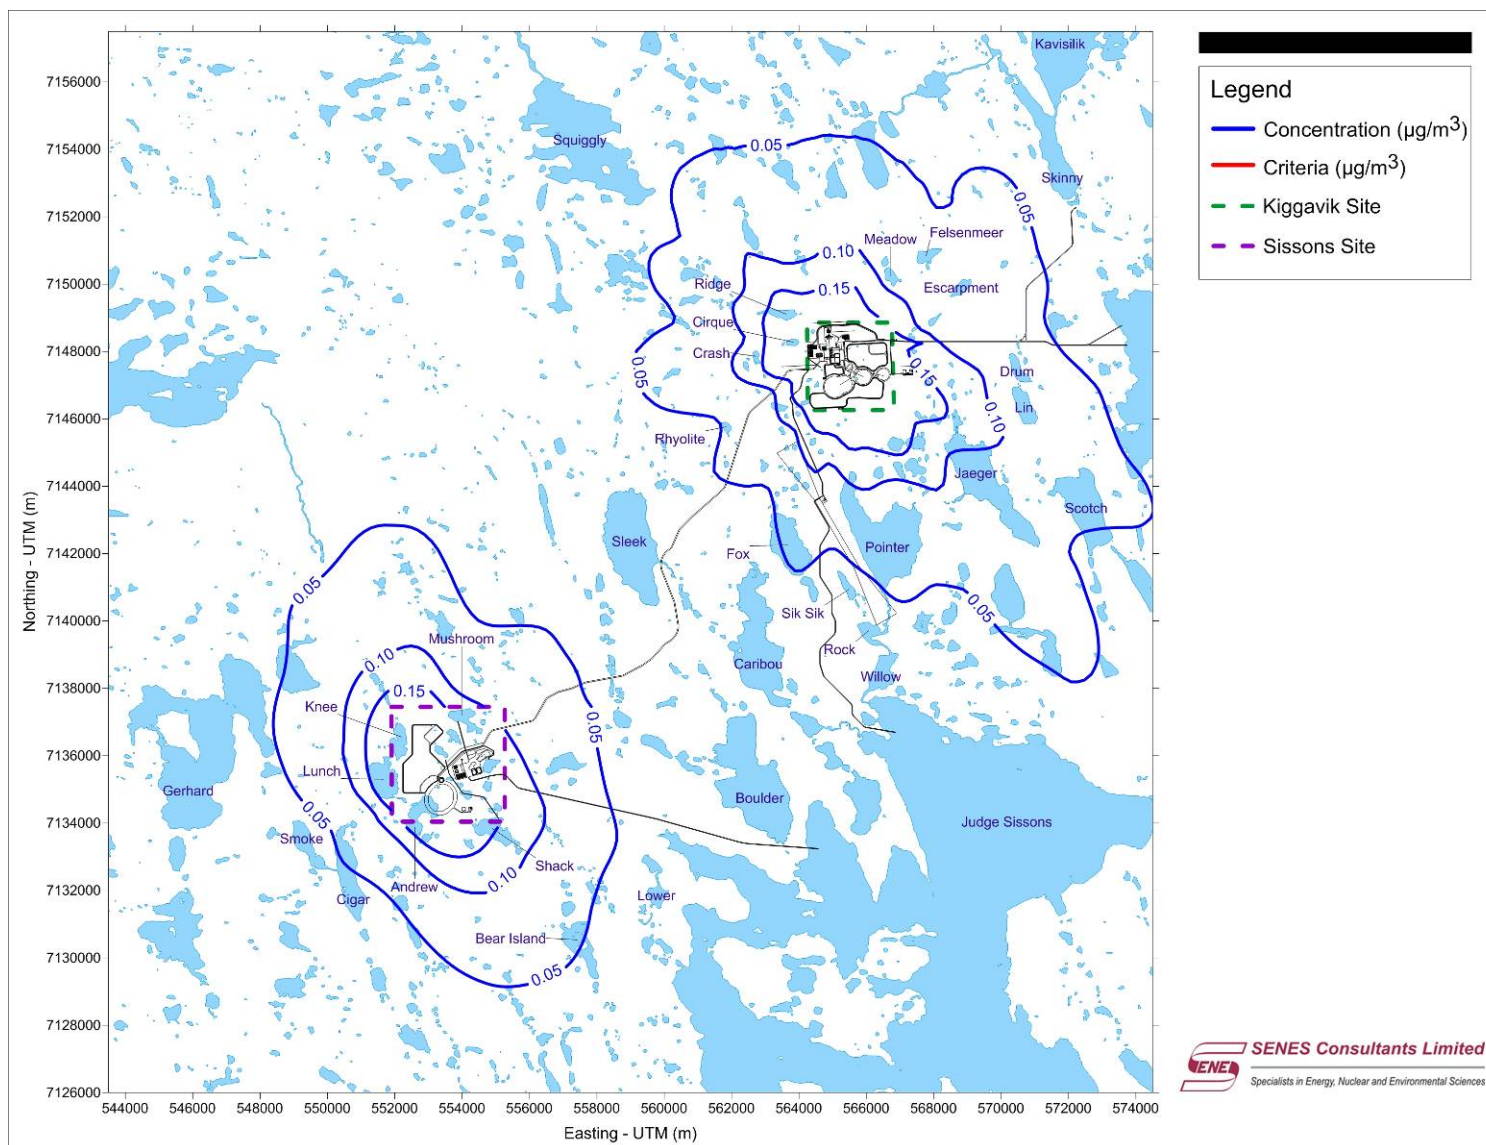 Kavisilik
7156000
7154000
7152000
7150000
7148000
7146000
7144000
7142000
7140000
7138000
7136000
7134000
7132000
7130000
7128000
7126000
Northing - UTM (m)
Squiggly
0.05
Skinny
0.05
Meadow
Felsenmeer
0.10
Ridge
0.15
Escarpment
Cirque
Crash
0.05
0.15
Drum
0.10
Lin
Rhyolite
Jaeger
Scotch
Sleek
Fox
Pointer
0.05
Sik Sik
0.05
Mushroom
Rock
0.10
Caribou
Willow
0.15
Knee
0.05
Lunch
Gerhard
Boulder
0.05
Judge Sissons
Smoke
Shack
0.10
Andrew
Cigar
Lower
Bear Island
0.05
544000 546000 548000 550000 552000 554000 556000 558000 560000 562000 564000 566000 568000 570000 572000 574000
Easting - UTM (m)
Legend
Concentration (µg/m³)
Criteria (µg/m³)
Kiggavik Site
Sissons Site
SENES
SENES Consultants Limited
Specialists in Energy, Nuclear and Environmental Sciences